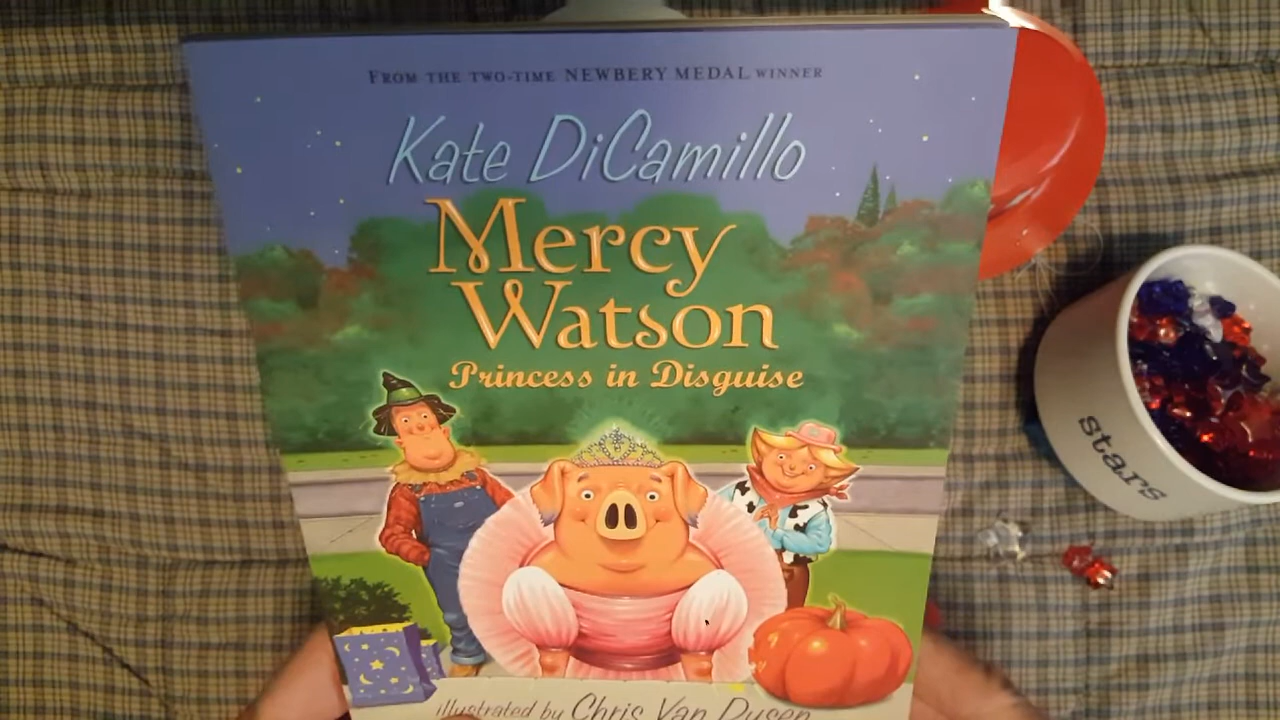 FROM THE TWO-TIME NEWBERY MEDAL WINNER
Kate DiCamillo
Mercy
Watson
Princess in Disguise
illustrated by Chris Van Dusen
stars